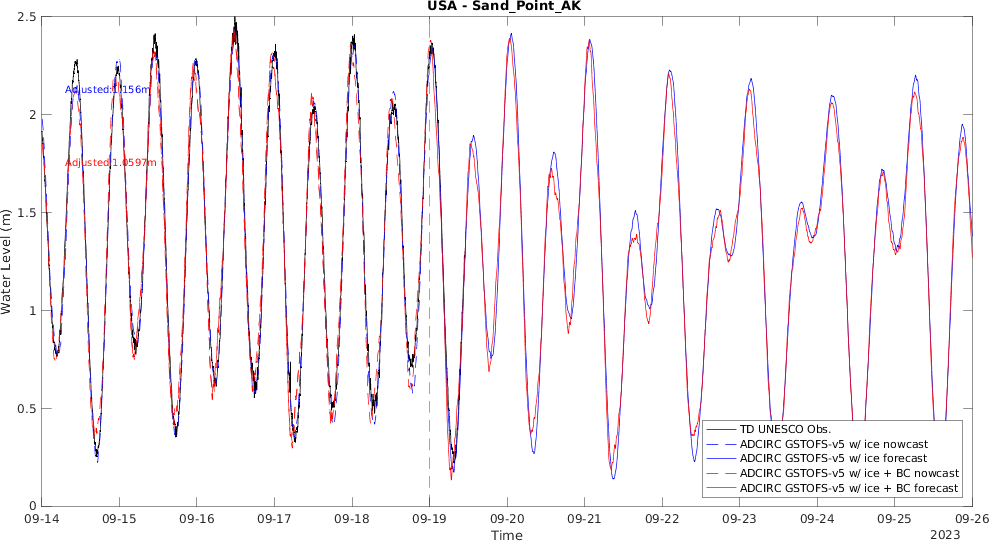 USA - Sand_Point_AK
2.5
2
1.5
1
0.5
0
Water Level (m)
Adjusted:1.156m
Adjusted:1.0597m
TD UNESCO Obs.
ADCIRC GSTOFS-v5 w/ ice nowcast
ADCIRC GSTOFS-v5 w/ ice forecast
ADCIRC GSTOFS-v5 w/ ice + BC nowcast
ADCIRC GSTOFS-v5 w/ ice + BC forecast
09-14 09-15 09-16 09-17 09-18 09-19 09-20 09-21 09-22 09-23 09-24 09-25 09-26
Time
2023